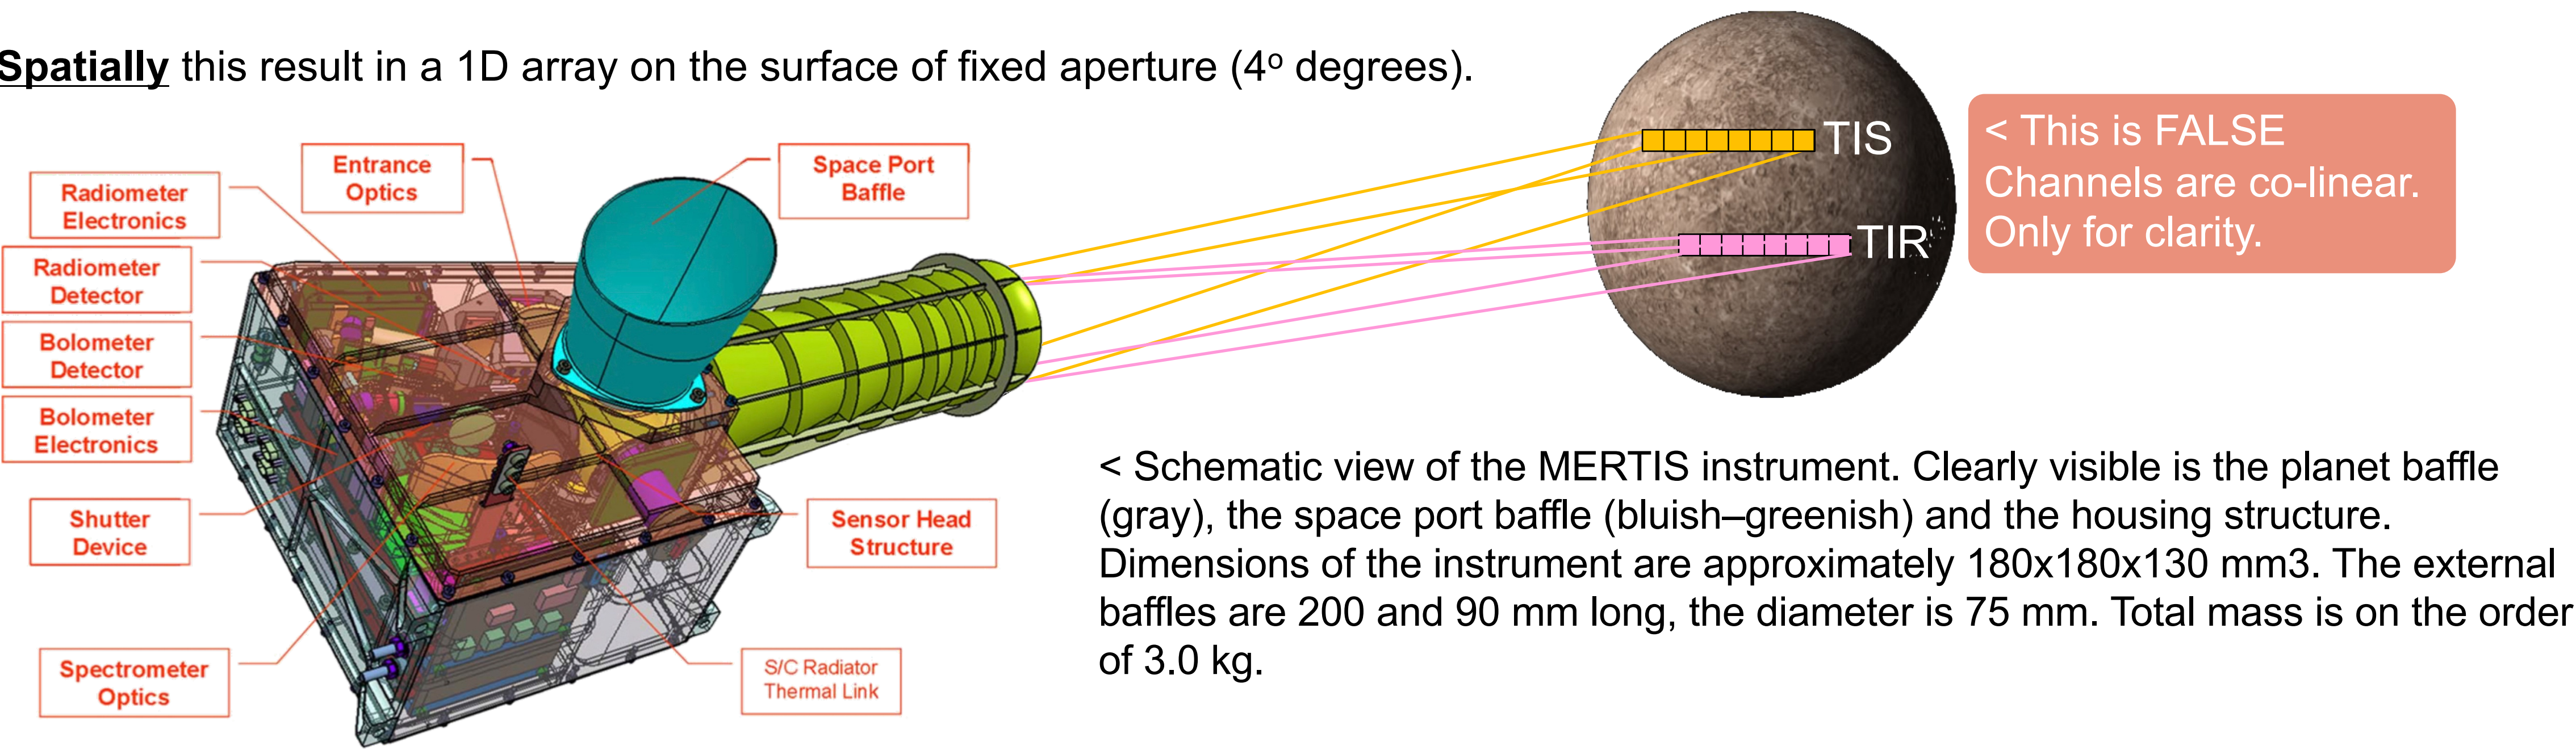 Spatially this result in a 1D array on the surface of fixed aperture (4o degrees).
Entrance
Optics
Space Port
Baffle
Radiometer
Electronics
Radiometer
Detector
Bolometer
Detector
Bolometer
Electronics
Shutter
Device
Spectrometer
Optics
Sensor Head
Structure
S/C Radiator
Thermal Link
TIS
TIR
< This is FALSE
Channels are co-linear.
Only for clarity.
< Schematic view of the MERTIS instrument. Clearly visible is the planet baffle
(gray), the space port baffle (bluish–greenish) and the housing structure.
Dimensions of the instrument are approximately 180x180x130 mm3. The external
baffles are 200 and 90 mm long, the diameter is 75 mm. Total mass is on the order
of 3.0 kg.